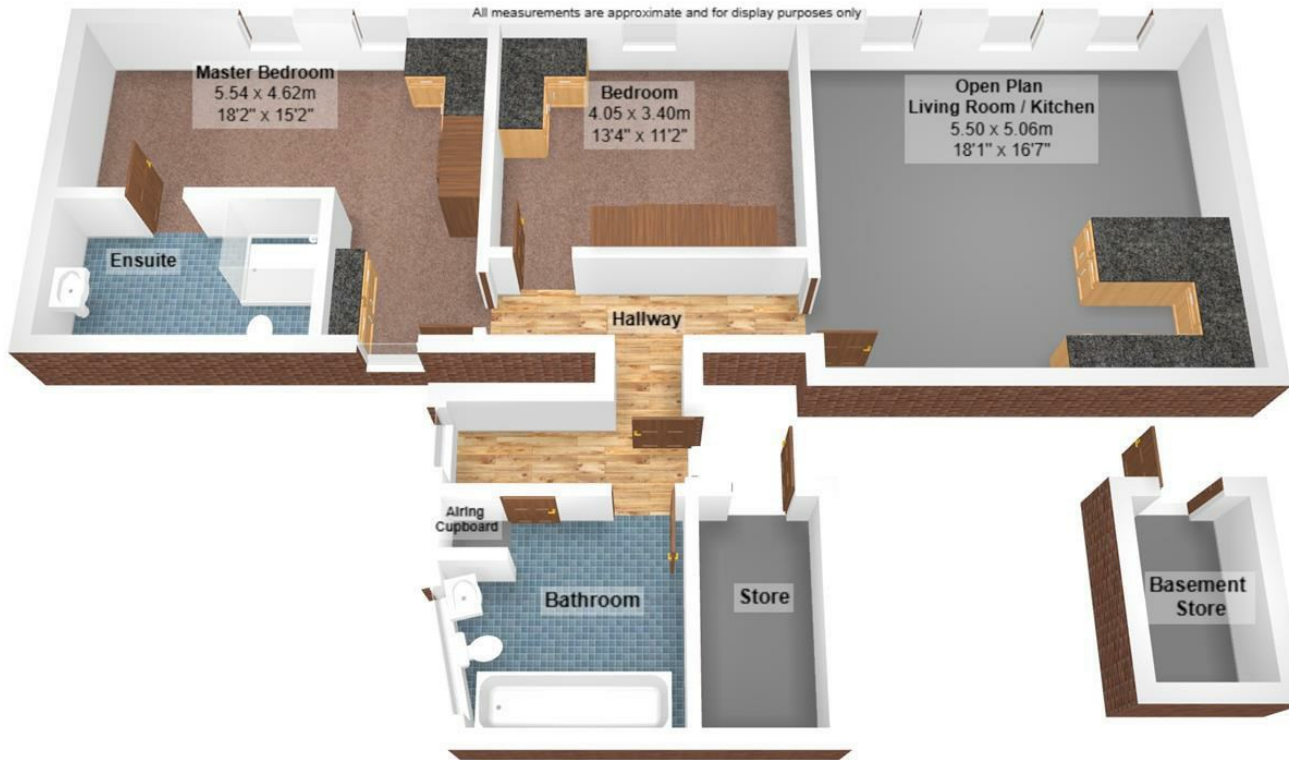 All measurements are approximate and for display purposes only
Master Bedroom
5.54 x 4.62m
18'2" x 15'2"
Bedroom
4.05 x 3.40m
13'4" x 11'2"
Open Plan
Living Room / Kitchen
5.50 x 5.06m
18'1" x 16'7"
Ensuite
Hallway
Airing
Cupboard
Bathroom
Store
Basement
Store